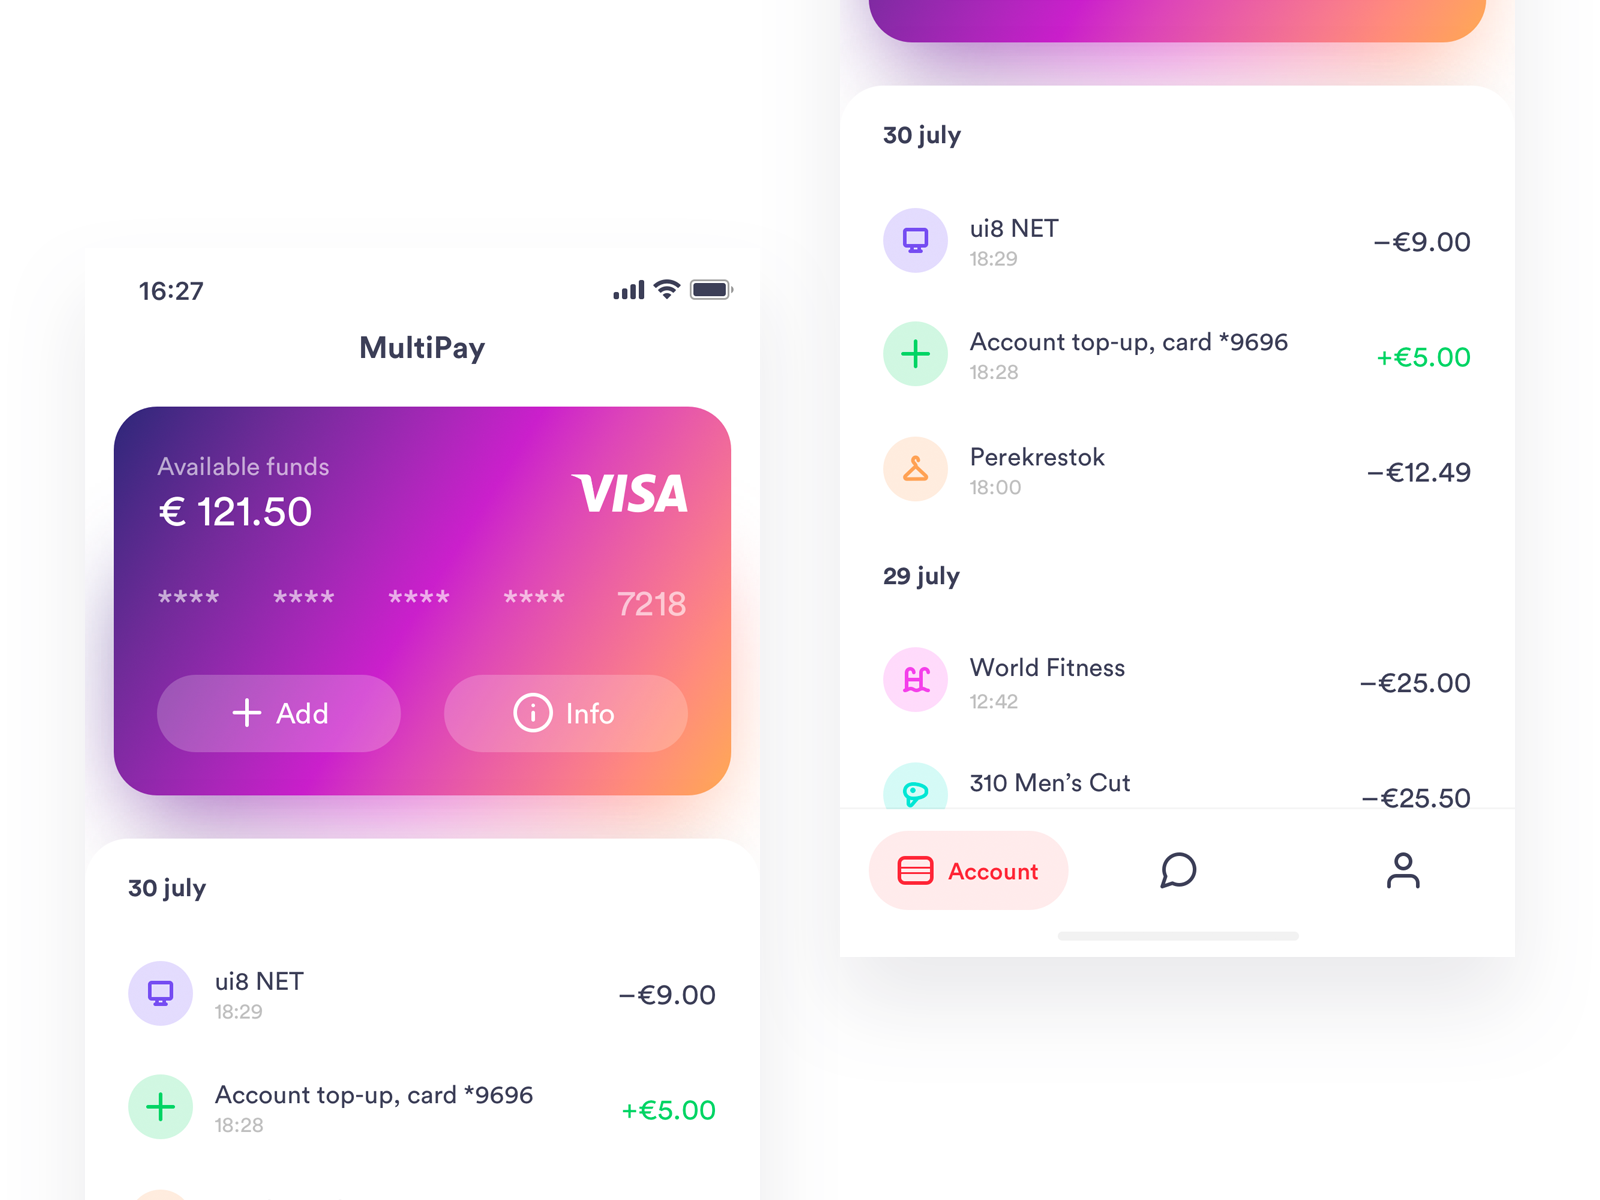 16:27
MultiPay
Available funds
€ 121.50
VISA
**** **** **** **** 7218
+ Add
i Info
30 july
ui8 NET
18:29
–€9.00
Account top-up, card *9696
18:28
+€5.00
30 july
ui8 NET
18:29
–€9.00
Account top-up, card *9696
18:28
+€5.00
Perekrestok
18:00
–€12.49
29 july
World Fitness
12:42
–€25.00
310 Men’s Cut
–€25.50
Account